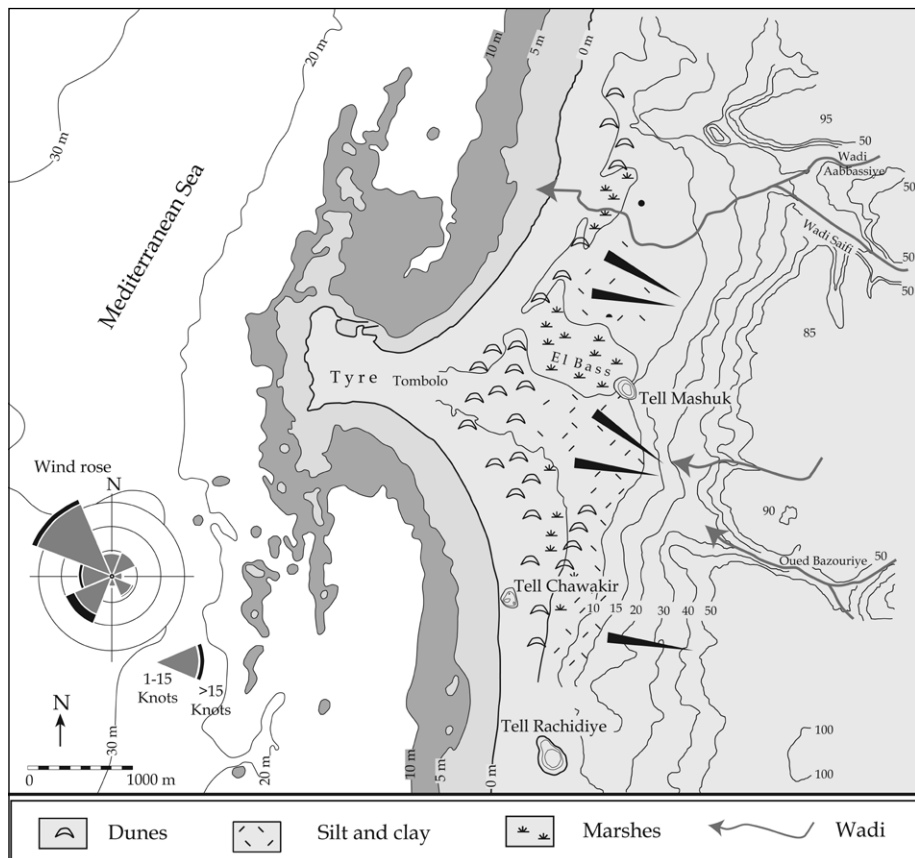 10 m
5 m
0 m
20 m
30 m
Mediterranean Sea
95
50
Wadi
Aabbassiye
50
Wadi Saifi
50
50
85
El Bass
Tyre
Tombolo
Tell Mashuk
Wind rose
N
90
Oued Bazouriye
50
Tell Chawakir
10 15 20 30 40 50
1-15
Knots
>15
Knots
N
Tell Rachidiye
30 m
20 m
10 m
5 m
0 m
100
100
0
1000 m
Dunes
Silt and clay
Marshes
Wadi